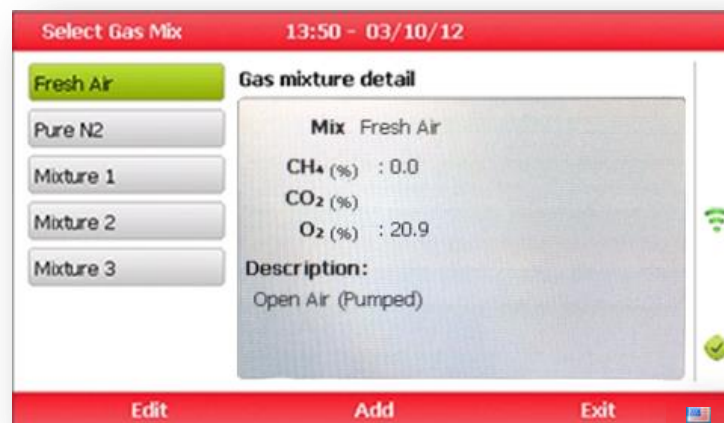 Select Gas Mix 13:50 - 03/10/12
Fresh Air
Pure N2
Mixture 1
Mixture 2
Mixture 3
Gas mixture detail
Mix Fresh Air
CH₄ (%) : 0.0
CO₂ (%)
O₂ (%) : 20.9
Description:
Open Air (Pumped)
Edit Add Exit